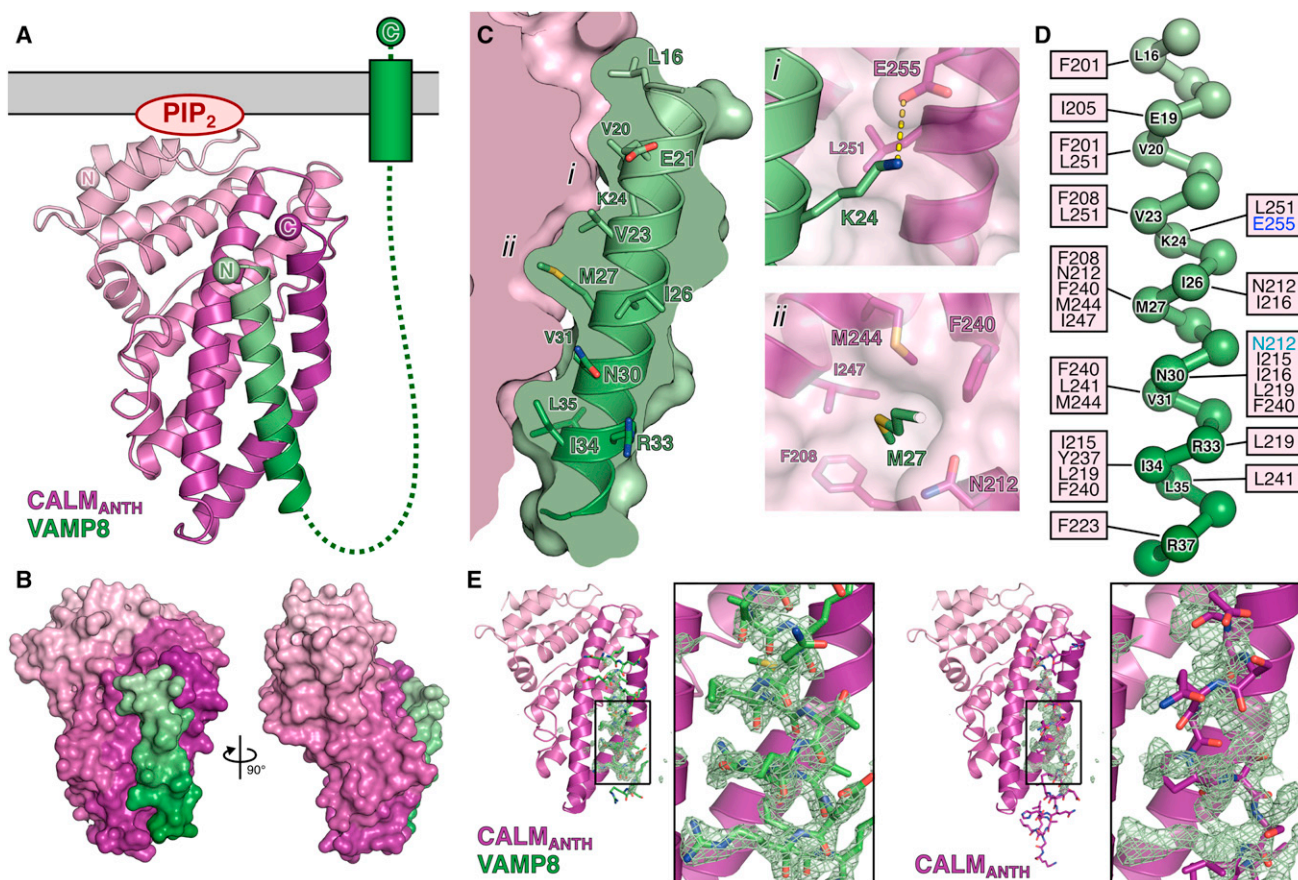 A
C
PIP2
N
C
N
CALMANTH
VAMP8
B
90°
C
L16
V20
E21
i
K24
V23
ii
M27
I26
V31
N30
L35
I34
R33
i
E255
L251
K24
ii
M244
F240
I247
M27
F208
N212
D
L16
F201
E19
I205
V20
F201
L251
V23
F208
L251
K24
L251
E255
I26
N212
I216
M27
F208
N212
F240
M244
I247
N30
N212
I215
I216
L219
F240
V31
F240
L241
M244
R33
L219
I34
I215
Y237
L219
F240
L35
L241
R37
F223
E
CALMANTH
VAMP8
CALMANTH